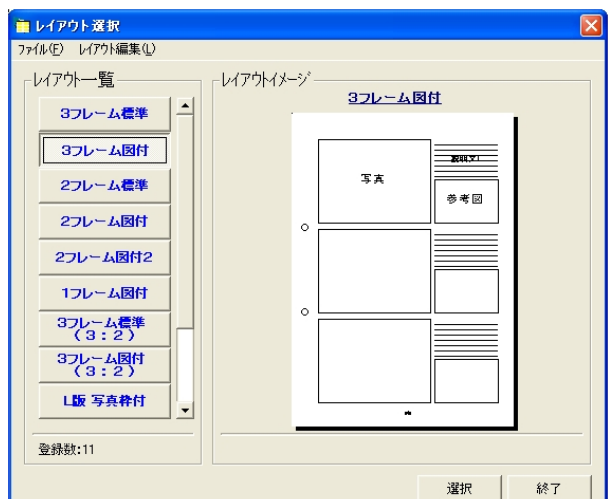 レイアウト選択
ファイル(F) レイアウト編集(L)
レイアウト一覧
3フレーム標準
3フレーム図付
2フレーム標準
2フレーム図付
2フレーム図付2
1フレーム図付
3フレーム標準
(3:2)
3フレーム図付
(3:2)
L版 写真枠付
登録数:11
レイアウトイメージ
3フレーム図付
写真
説明文1
参考図
選択
終了